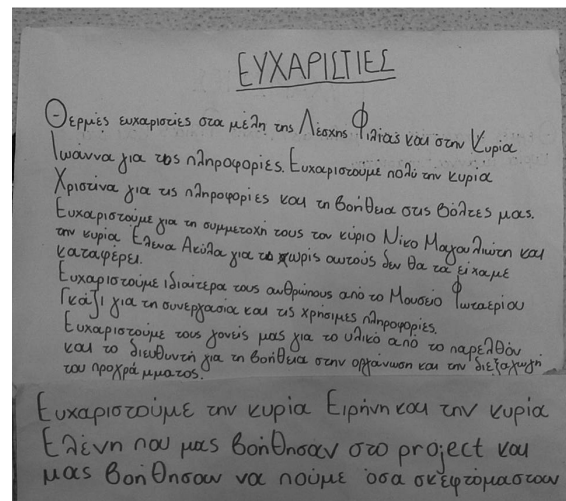 ΕΥΧΑΡΙΣΤΙΕΣ
Θερμές ευχαριστίες στα μέλη της Λέσχης Φιλίας και στην Κυρία
Ιωάννα για τις πληροφορίες. Ευχαριστούμε πολύ την κυρία
Χριστίνα για τις πληροφορίες και τη βοήθεια στις βόλτες μας.
Ευχαριστούμε για τη συμμετοχή τους τον κύριο Νίκο Μαγουλιώτη και
την κυρία Έλενα Ακύλα για χωρίς αυτούς δεν θα τα είχαμε
καταφέρει.
Ευχαριστούμε ιδιαίτερα τους ανθρώπους από το Μουσείο Φωταερίου
Γκάζι για τη συνεργασία και τις χρήσιμες πληροφορίες.
Ευχαριστούμε τους γονείς μας για το υλικό από το παρελθόν
και το διευθυντή για τη βοήθεια στην οργάνωση και την διεξαγωγή
του προχράμματος.
Ευχαριστούμε την κυρία Ειρήνη και την κυρία
Ελένη που μας βοήθησαν στο project και
μας βοήθησαν να πούμε όσα σκεφτόμασταν